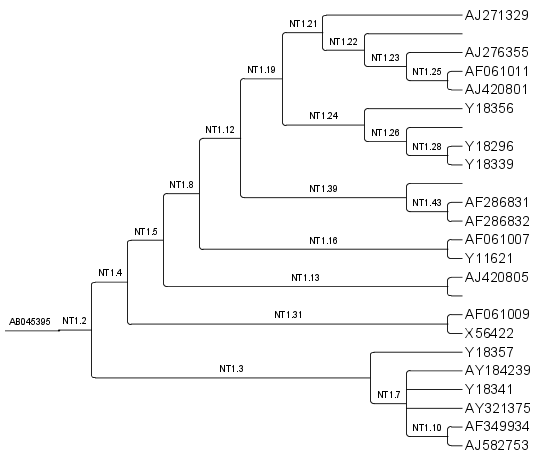 NT1.21
AJ271329
NT1.22
NT1.23
AJ276355
NT1.19
NT1.25
AF061011
AJ420801
NT1.24
Y18356
NT1.12
NT1.26
NT1.28
Y18296
Y18339
NT1.8
NT1.39
NT1.43
AF286831
AF286832
NT1.5
NT1.16
AF061007
Y11621
NT1.4
NT1.13
AJ420805
AB045395
NT1.2
NT1.31
AF061009
X56422
Y18357
NT1.3
AY184239
NT1.7
Y18341
AY321375
NT1.10
AF349934
AJ582753